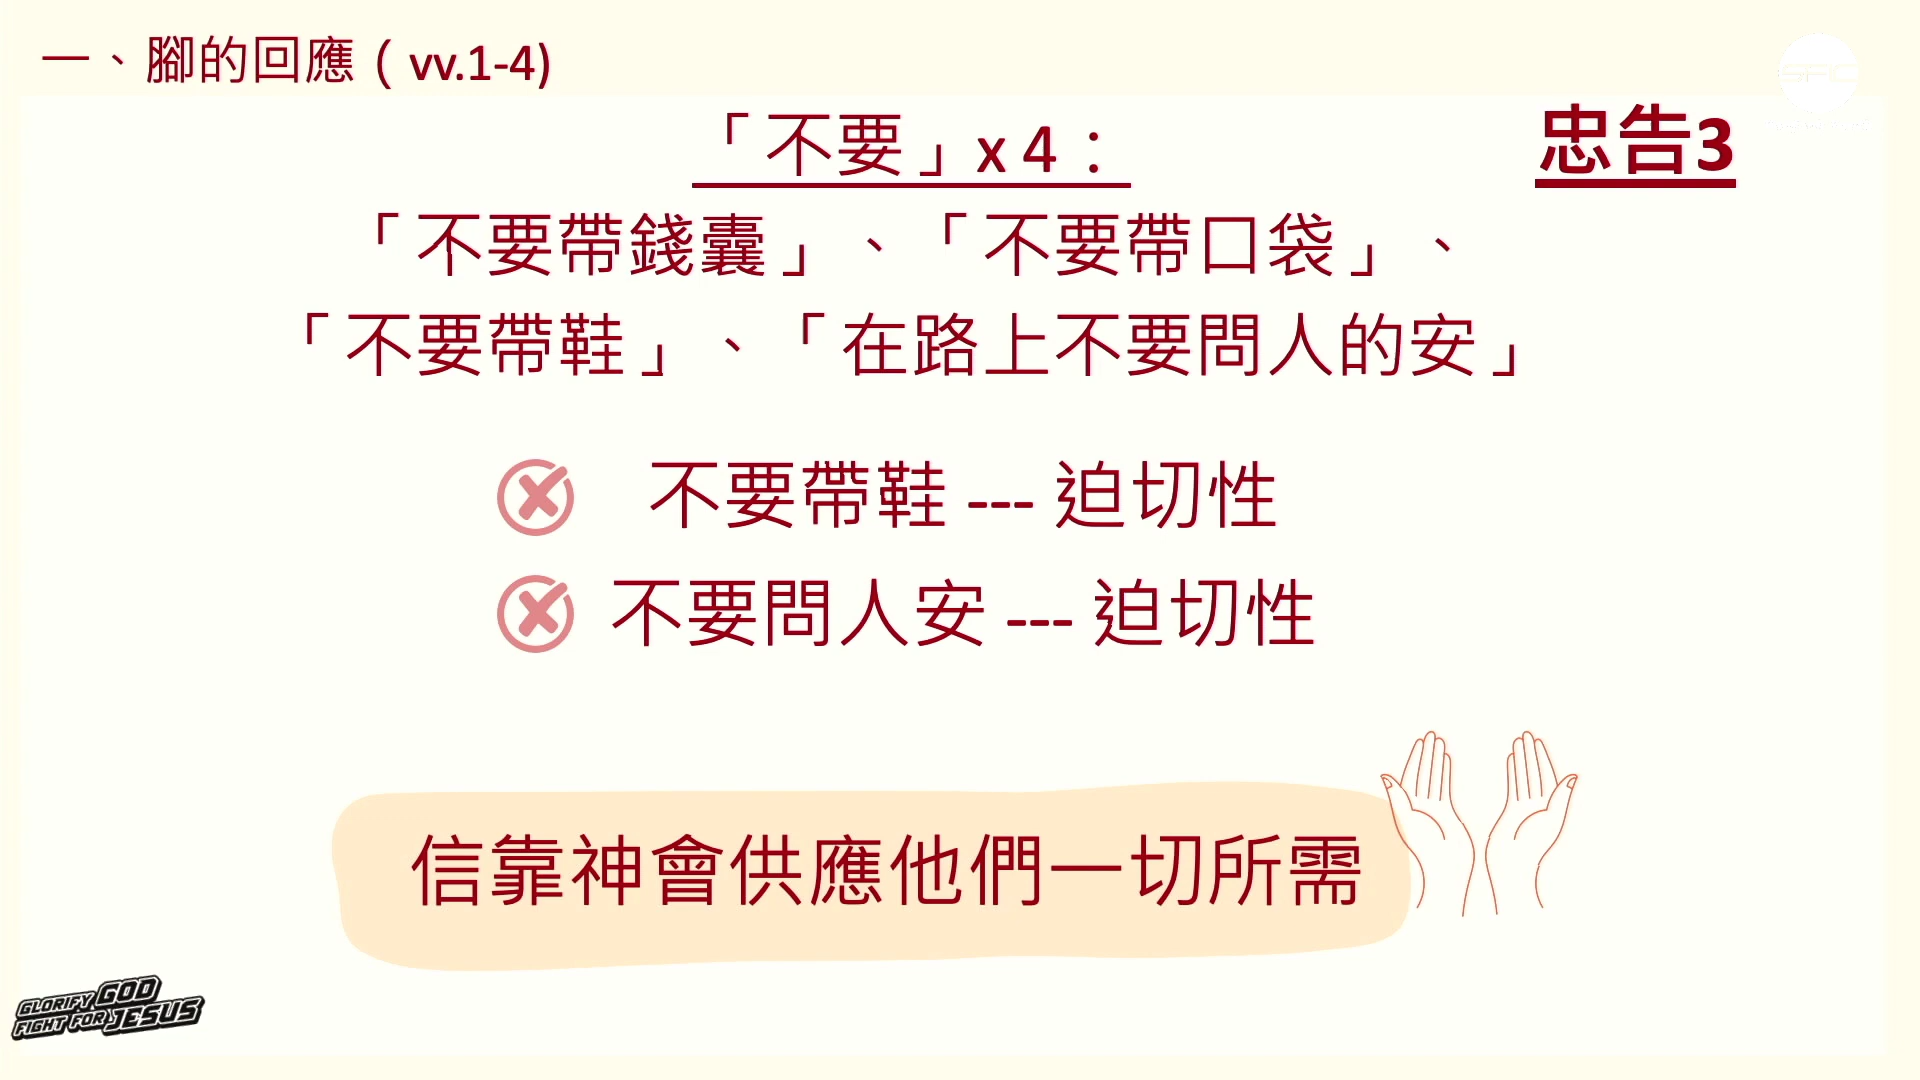 一、腳的回應（vv.1-4)
忠告3
「不要」x 4：
「不要帶錢囊」、「不要帶口袋」、
「不要帶鞋」、「在路上不要問人的安」
不要帶鞋 --- 迫切性
不要問人安 --- 迫切性
信靠神會供應他們一切所需
GLORIFY GOD
FIGHT FOR JESUS